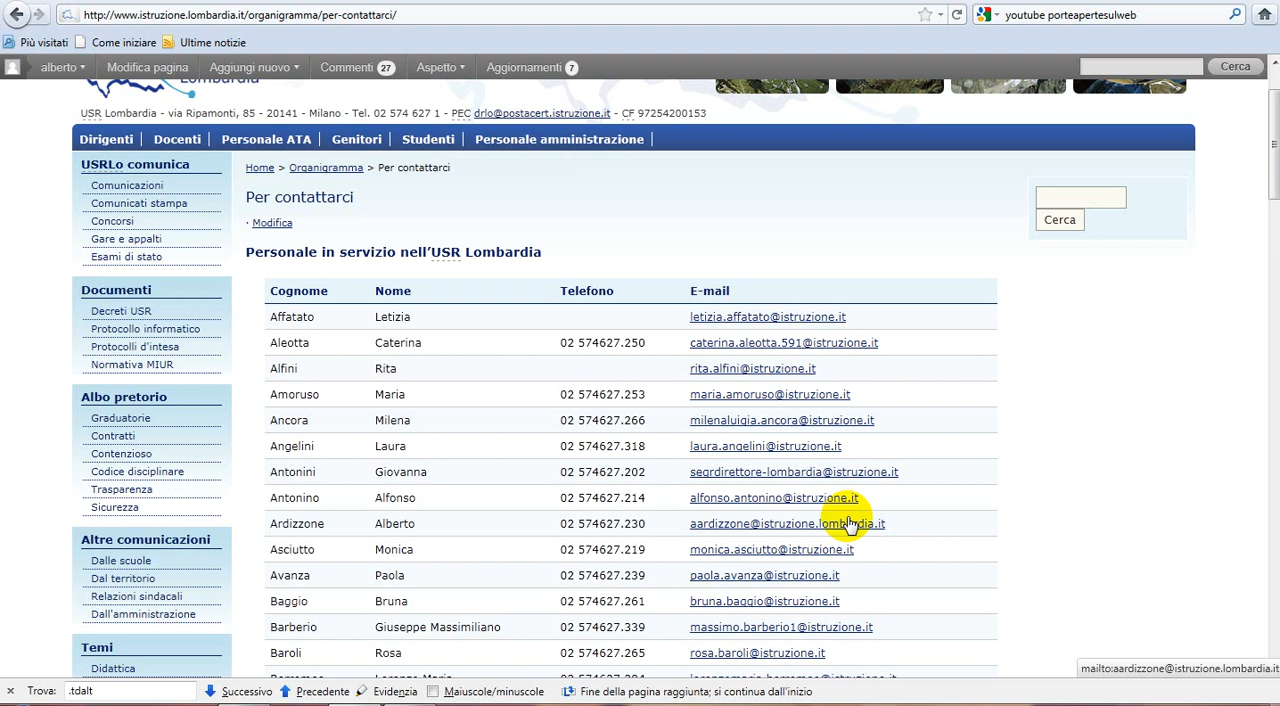 http://www.istruzione.lombardia.it/organigramma/per-contattarci/
youtube porteapertesulweb
Più visitati
Come iniziare
Ultime notizie
alberto
Modifica pagina
Aggiungi nuovo
Commenti 27
Aspetto
Aggiornamenti 7
Cerca
Lombardia
USR Lombardia - via Ripamonti, 85 - 20141 - Milano - Tel. 02 574 627 1 - PEC drlo@postacert.istruzione.it - CF 97254200153
Dirigenti
Docenti
Personale ATA
Genitori
Studenti
Personale amministrazione
USRLo comunica
Comunicazioni
Comunicati stampa
Concorsi
Gare e appalti
Esami di stato
Documenti
Decreti USR
Protocollo informatico
Protocolli d'intesa
Normativa MIUR
Albo pretorio
Graduatorie
Contratti
Contenzioso
Codice disciplinare
Trasparenza
Sicurezza
Altre comunicazioni
Dalle scuole
Dal territorio
Relazioni sindacali
Dall'amministrazione
Temi
Didattica
Home > Organigramma > Per contattarci
Per contattarci
· Modifica
Personale in servizio nell’USR Lombardia
Cognome Nome Telefono E-mail
Affatato Letizia letizia.affatato@istruzione.it
Aleotta Caterina 02 574627.250 caterina.aleotta.591@istruzione.it
Alfini Rita rita.alfini@istruzione.it
Amoruso Maria 02 574627.253 maria.amoruso@istruzione.it
Ancora Milena 02 574627.266 milenaluigia.ancora@istruzione.it
Angelini Laura 02 574627.318 laura.angelini@istruzione.it
Antonini Giovanna 02 574627.202 segrdirettore-lombardia@istruzione.it
Antonino Alfonso 02 574627.214 alfonso.antonino@istruzione.it
Ardizzone Alberto 02 574627.230 aardizzone@istruzione.lombardia.it
Asciutto Monica 02 574627.219 monica.asciutto@istruzione.it
Avanza Paola 02 574627.239 paola.avanza@istruzione.it
Baggio Bruna 02 574627.261 bruna.baggio@istruzione.it
Barberio Giuseppe Massimiliano 02 574627.339 massimo.barberio1@istruzione.it
Baroli Rosa 02 574627.265 rosa.baroli@istruzione.it
Cerca
mailto:aardizzone@istruzione.lombardia.it
Trova: .tdalt
Successivo
Precedente
Evidenzia
Maiuscole/minuscole
Fine della pagina raggiunta; si continua dall'inizio